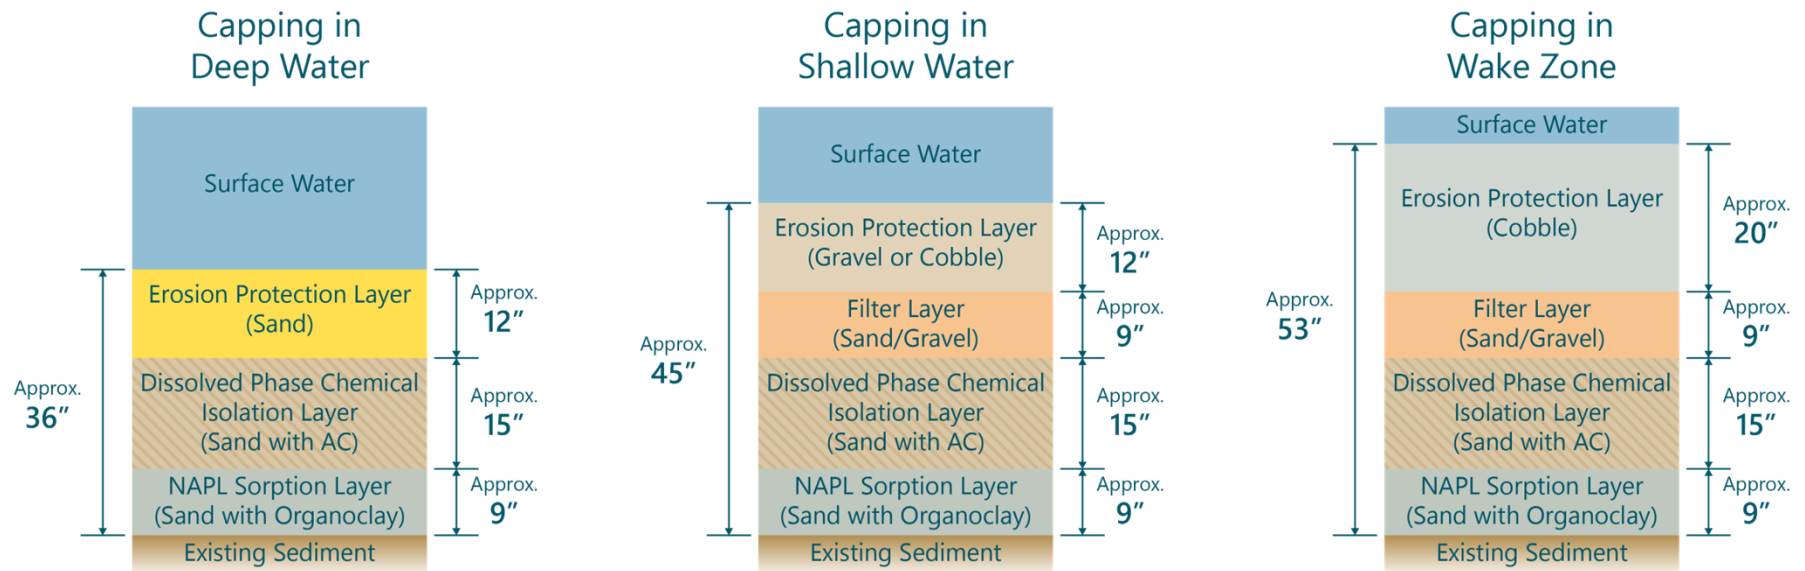 Capping in
Deep Water
Surface Water
Erosion Protection Layer
(Sand)
Approx.
12”
Dissolved Phase Chemical
Isolation Layer
(Sand with AC)
Approx.
15”
NAPL Sorption Layer
(Sand with Organoclay)
Approx.
9”
Existing Sediment
Approx.
36”
Capping in
Shallow Water
Surface Water
Erosion Protection Layer
(Gravel or Cobble)
Approx.
12”
Filter Layer
(Sand/Gravel)
Approx.
9”
Dissolved Phase Chemical
Isolation Layer
(Sand with AC)
Approx.
15”
NAPL Sorption Layer
(Sand with Organoclay)
Approx.
9”
Existing Sediment
Approx.
45”
Capping in
Wake Zone
Surface Water
Erosion Protection Layer
(Cobble)
Approx.
20”
Filter Layer
(Sand/Gravel)
Approx.
9”
Dissolved Phase Chemical
Isolation Layer
(Sand with AC)
Approx.
15”
NAPL Sorption Layer
(Sand with Organoclay)
Approx.
9”
Existing Sediment
Approx.
53”